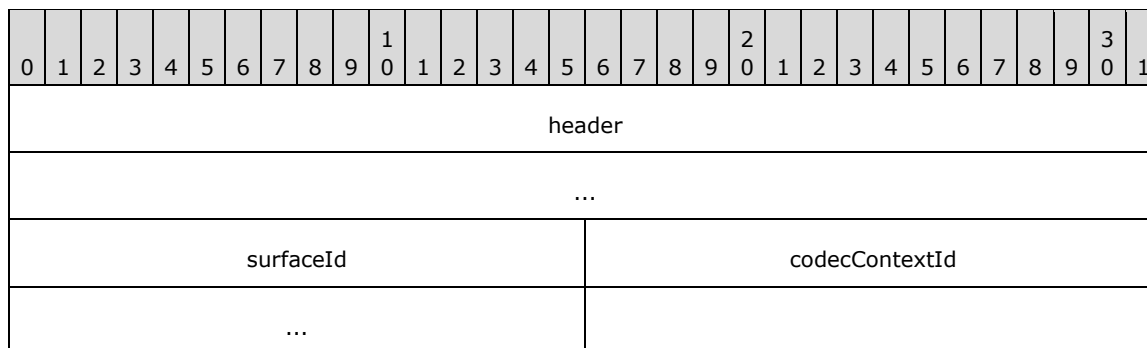 1 2 3
0 1 2 3 4 5 6 7 8 9 0 1 2 3 4 5 6 7 8 9 0 1 2 3 4 5 6 7 8 9 0 1
header
...
surfaceId codecContextId
...